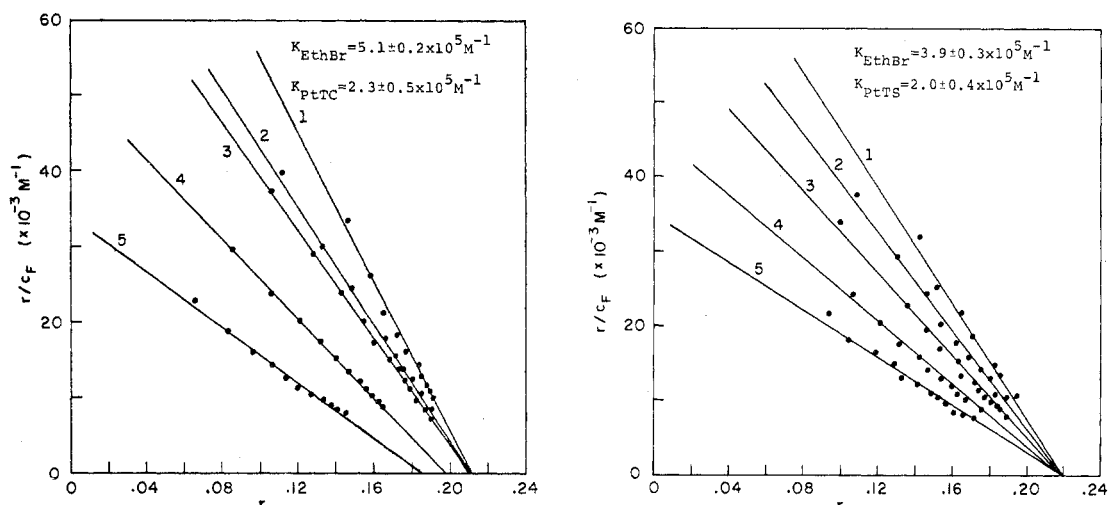 60
K_EthBr=5.1±0.2x10^5M^-1
K_PtTC=2.3±0.5x10^5M^-1
1
2
3
40
4
r/c_F (x10^-3 M^-1)
5
20
0
0 .04 .08 .12 .16 .20 .24
r
60
K_EthBr=3.9±0.3x10^5M^-1
K_PtTS=2.0±0.4x10^5M^-1
1
2
3
40
4
r/c_F (x10^-3 M^-1)
5
20
0
0 .04 .08 .12 .16 .20 .24
r